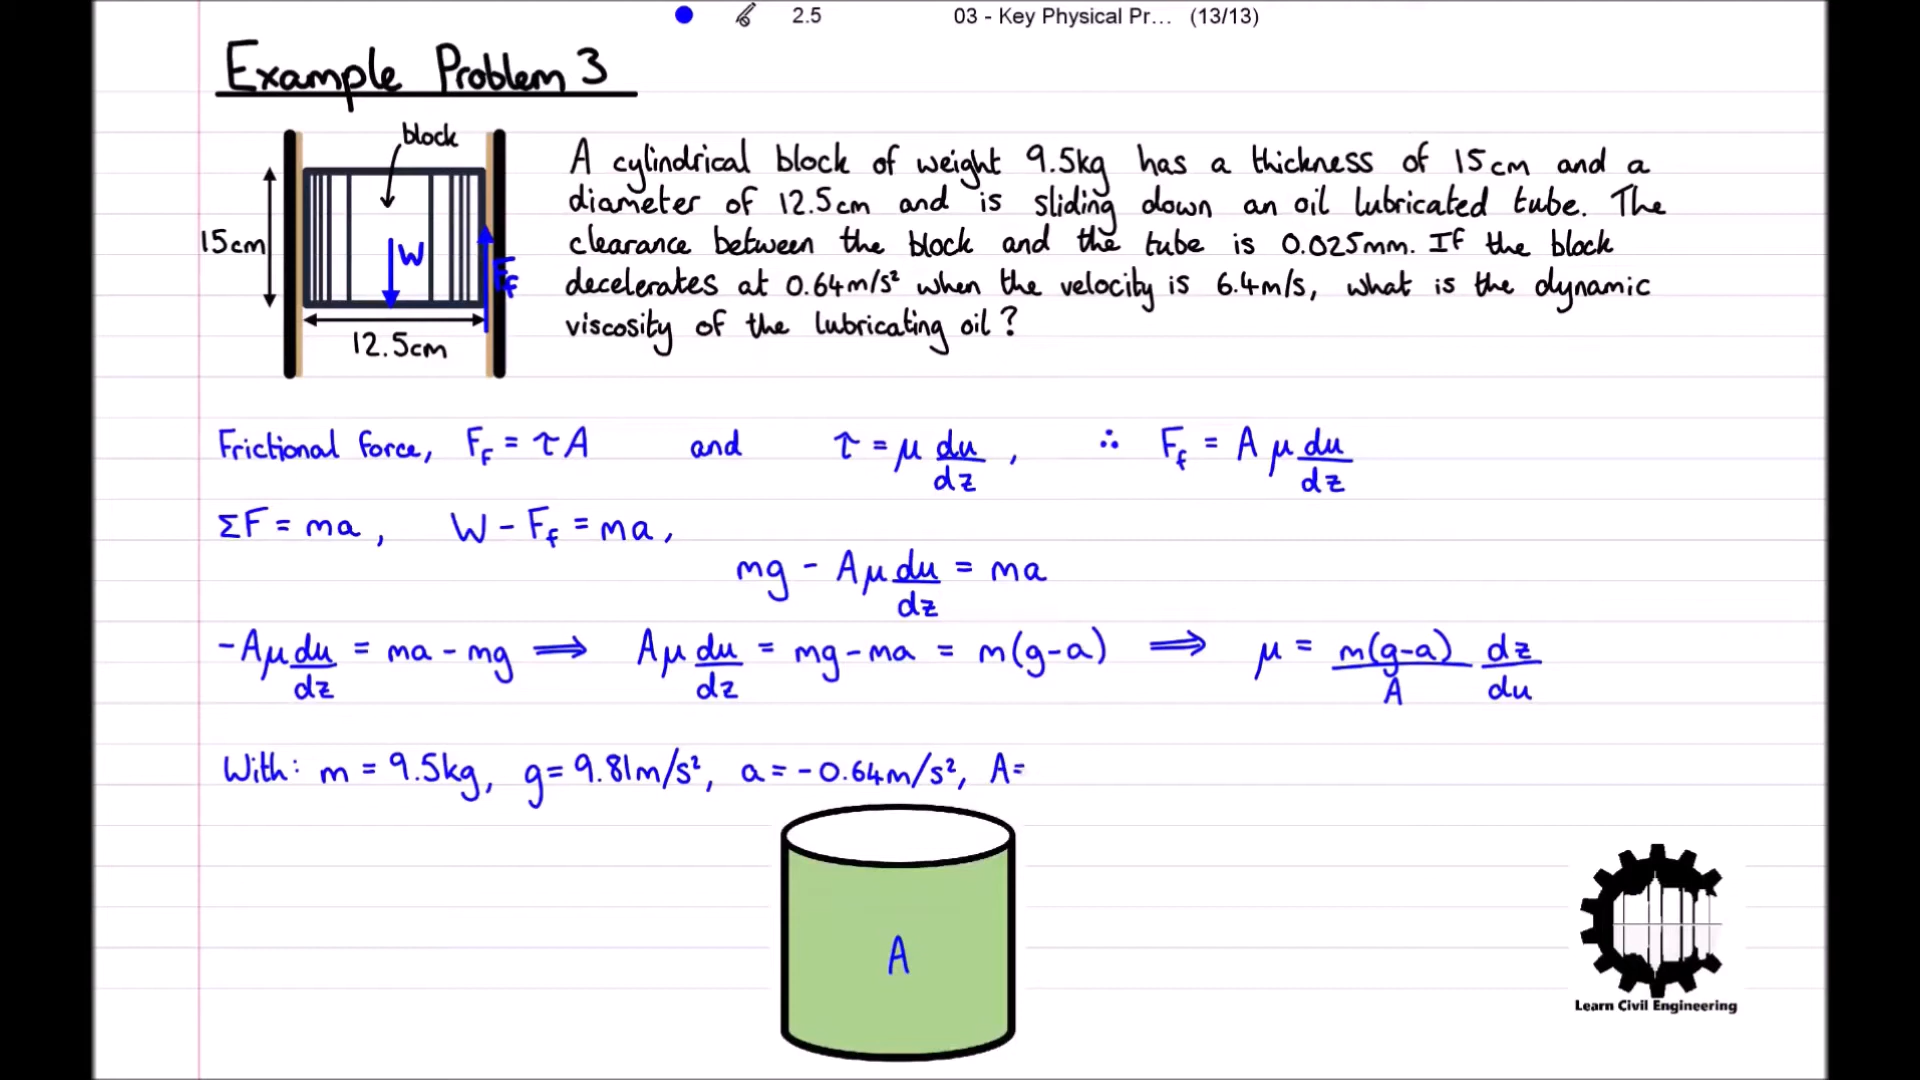 2.5 03 - Key Physical Pr… (13/13)
Example Problem 3
block
15cm
W
Ff
12.5cm
A cylindrical block of weight 9.5kg has a thickness of 15cm and a
diameter of 12.5cm and is sliding down an oil lubricated tube. The
clearance between the block and the tube is 0.025mm. If the block
decelerates at 0.64m/s² when the velocity is 6.4m/s, what is the dynamic
viscosity of the lubricating oil?
Frictional force, Ff = τA and τ = μ du/dz , ∴ Ff = A μ du/dz
ΣF = ma, W - Ff = ma,
mg - Aμ du/dz = ma
-Aμ du/dz = ma - mg ⟹ Aμ du/dz = mg - ma = m(g-a) ⟹ μ = m(g-a)/A dz/du
With: m = 9.5kg, g = 9.81m/s², a = -0.64m/s², A=
A
Learn Civil Engineering